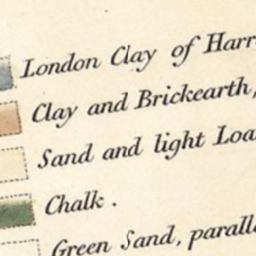 London Clay of Harr
Clay and Brickearth,
Sand and light Loa
Chalk .
Green Sand, paralle